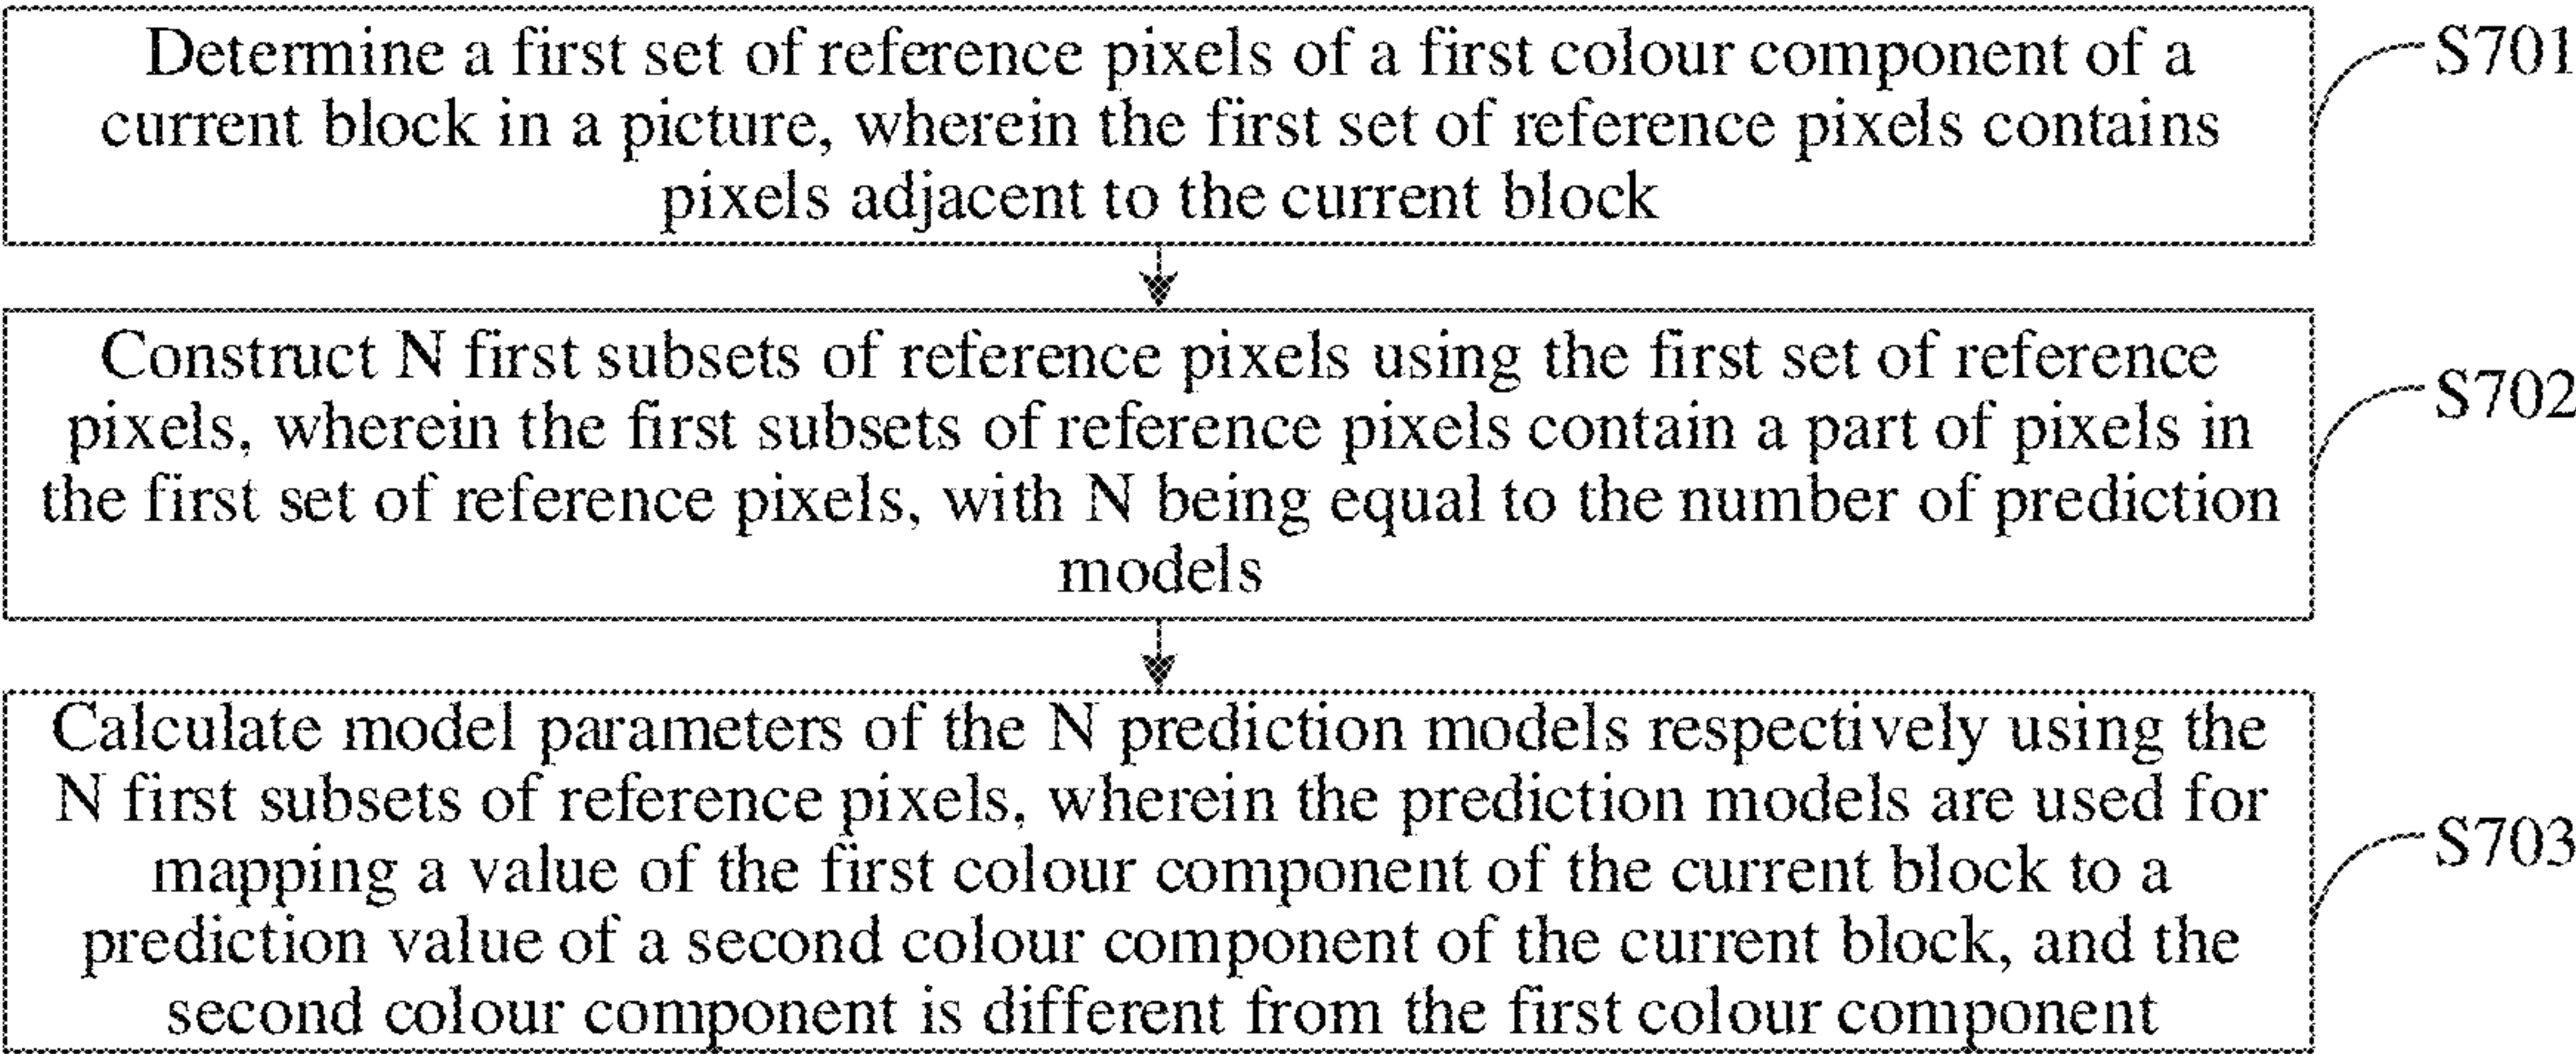 Determine a first set of reference pixels of a first colour component of a
current block in a picture, wherein the first set of reference pixels contains
pixels adjacent to the current block
S701
Construct N first subsets of reference pixels using the first set of reference
pixels, wherein the first subsets of reference pixels contain a part of pixels in
the first set of reference pixels, with N being equal to the number of prediction
models
S702
Calculate model parameters of the N prediction models respectively using the
N first subsets of reference pixels, wherein the prediction models are used for
mapping a value of the first colour component of the current block to a
prediction value of a second colour component of the current block, and the
second colour component is different from the first colour component
S703